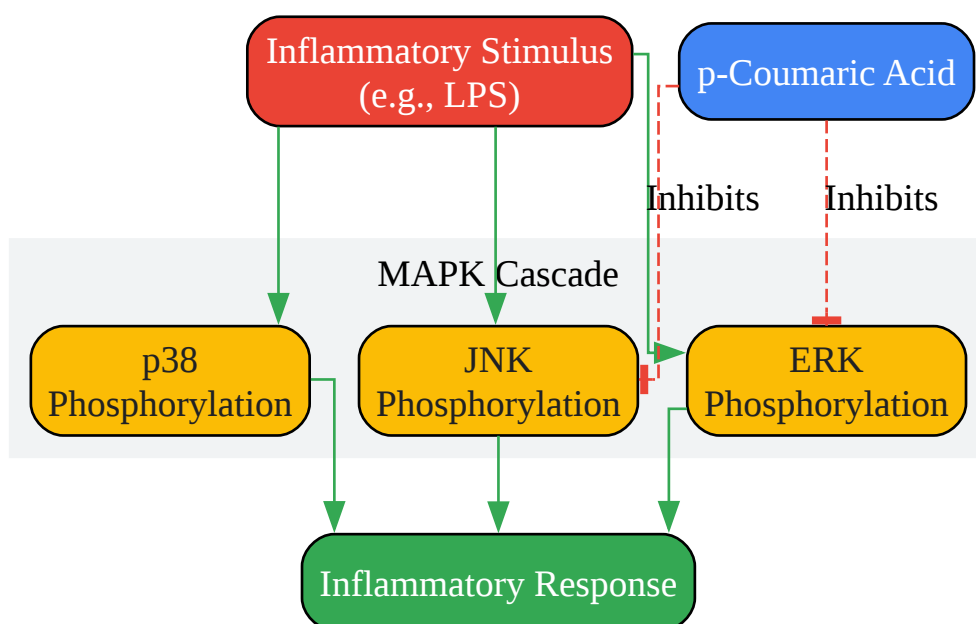 Inflammatory Stimulus
(e.g., LPS)
p-Coumaric Acid
Inhibits
Inhibits
MAPK Cascade
p38
Phosphorylation
JNK
Phosphorylation
ERK
Phosphorylation
Inflammatory Response